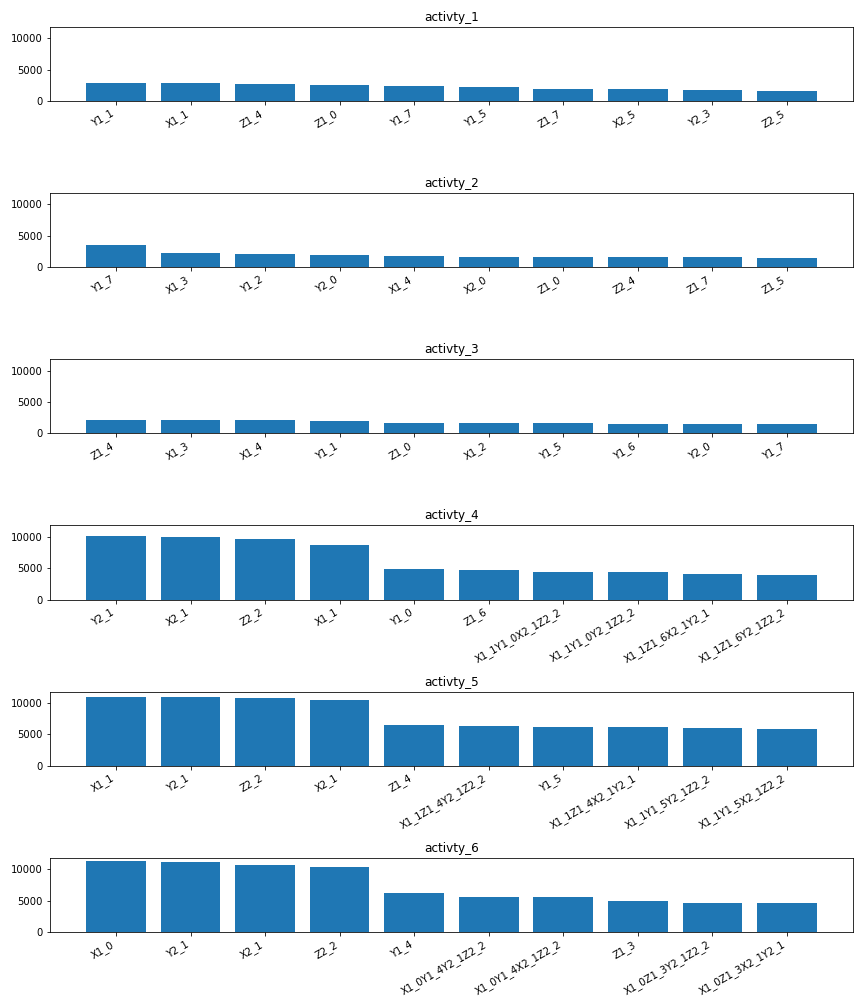 activty_1
10000
5000
0
Y1_1 X1_1 Z1_4 Z1_0 Y1_7 Y1_5 Z1_7 X2_5 Y2_3 Z2_5
activty_2
10000
5000
0
Y1_7 X1_3 Y1_2 Y2_0 X1_4 X2_0 Z1_0 Z2_4 Z1_7 Z1_5
activty_3
10000
5000
0
Z1_4 X1_3 X1_4 Y1_1 Z1_0 X1_2 Y1_5 Y1_6 Y2_0 Y1_7
activty_4
10000
5000
0
Y2_1 X2_1 Z2_2 X1_1 Y1_0 Z1_6 X1_1Y1_0X2_1Z2_2 X1_1Y1_0Y2_1Z2_2 X1_1Z1_6X2_1Y2_1 X1_1Z1_6Y2_1Z2_2
activty_5
10000
5000
0
X1_1 Y2_1 Z2_2 X2_1 Z1_4 X1_1Z1_4Y2_1Z2_2 Y1_5 X1_1Z1_4X2_1Y2_1 X1_1Y1_5Y2_1Z2_2 X1_1Y1_5X2_1Z2_2
activty_6
10000
5000
0
X1_0 Y2_1 X2_1 Z2_2 Y1_4 X1_0Y1_4Y2_1Z2_2 X1_0Y1_4X2_1Z2_2 Z1_3 X1_0Z1_3Y2_1Z2_2 X1_0Z1_3X2_1Y2_1